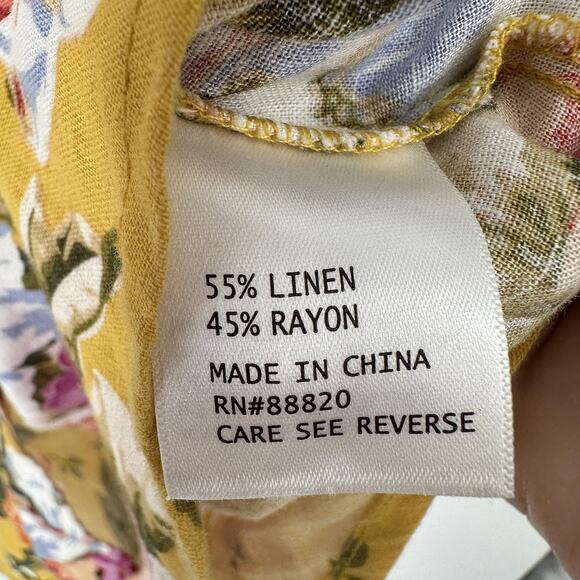 55% LINEN
45% RAYON
MADE IN CHINA
RN#88820
CARE SEE REVERSE